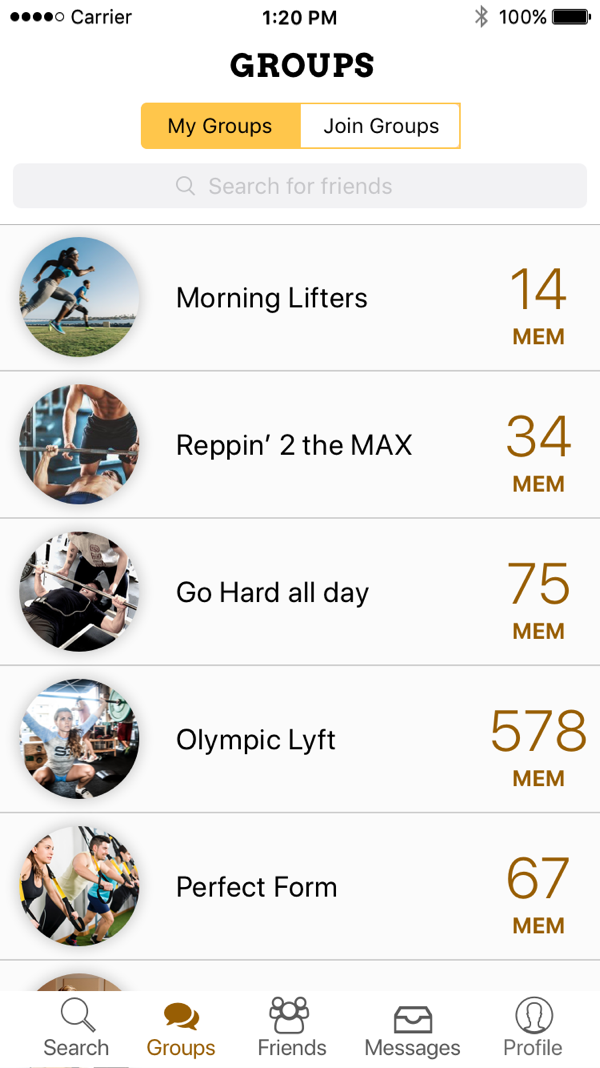 Carrier 1:20 PM 100%
GROUPS
My Groups Join Groups
Search for friends
Morning Lifters 14 MEM
Reppin’ 2 the MAX 34 MEM
Go Hard all day 75 MEM
Olympic Lyft 578 MEM
Perfect Form 67 MEM
Search Groups Friends Messages Profile